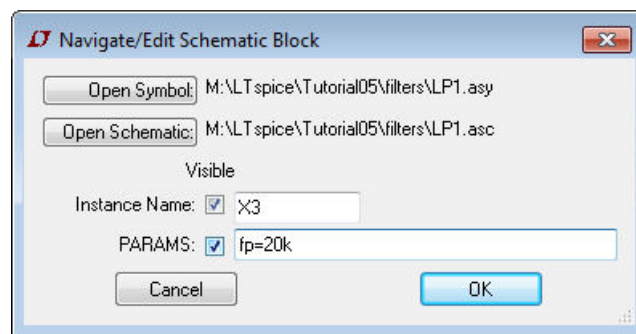 Navigate/Edit Schematic Block
Open Symbol: M:\LTspice\Tutorial05\filters\LP1.asy
Open Schematic: M:\LTspice\Tutorial05\filters\LP1.asc
Visible
Instance Name: X3
PARAMS: fp=20k
Cancel OK